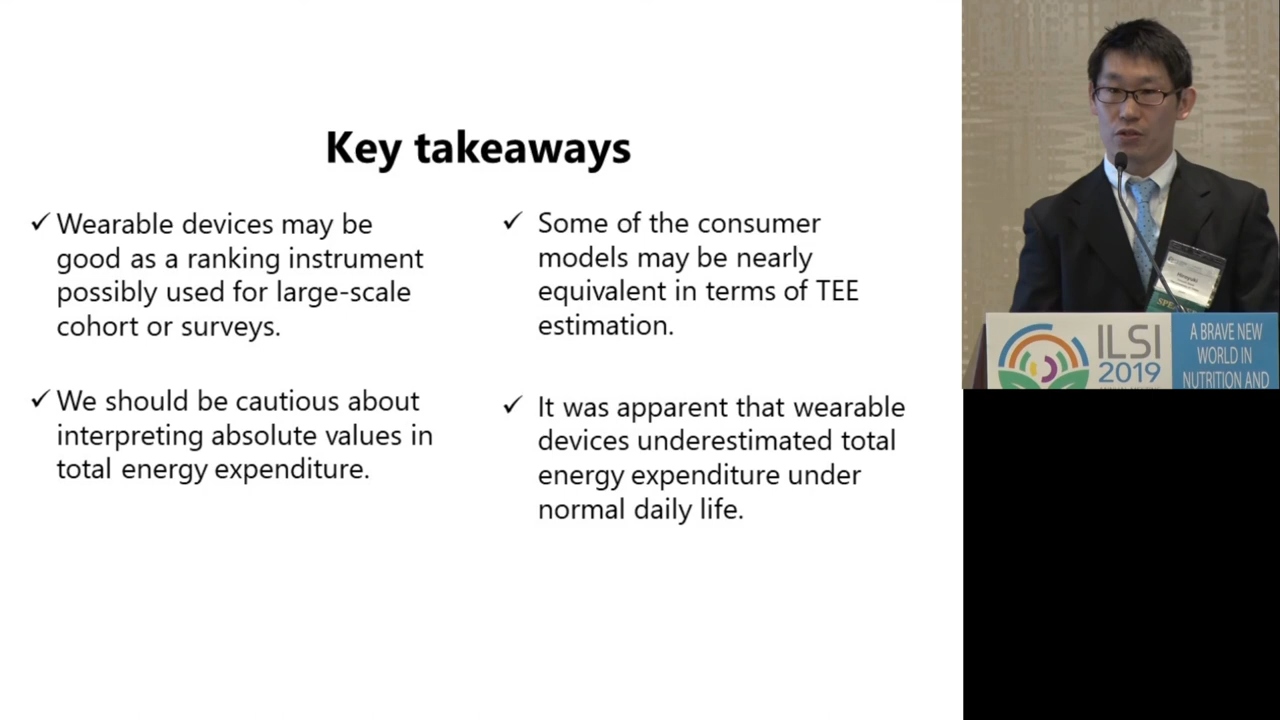 Key takeaways
✓ Wearable devices may be
good as a ranking instrument
possibly used for large-scale
cohort or surveys.
✓ We should be cautious about
interpreting absolute values in
total energy expenditure.
✓ Some of the consumer
models may be nearly
equivalent in terms of TEE
estimation.
✓ It was apparent that wearable
devices underestimated total
energy expenditure under
normal daily life.
ILSI
2019
A BRAVE NEW
WORLD IN
NUTRITION AND